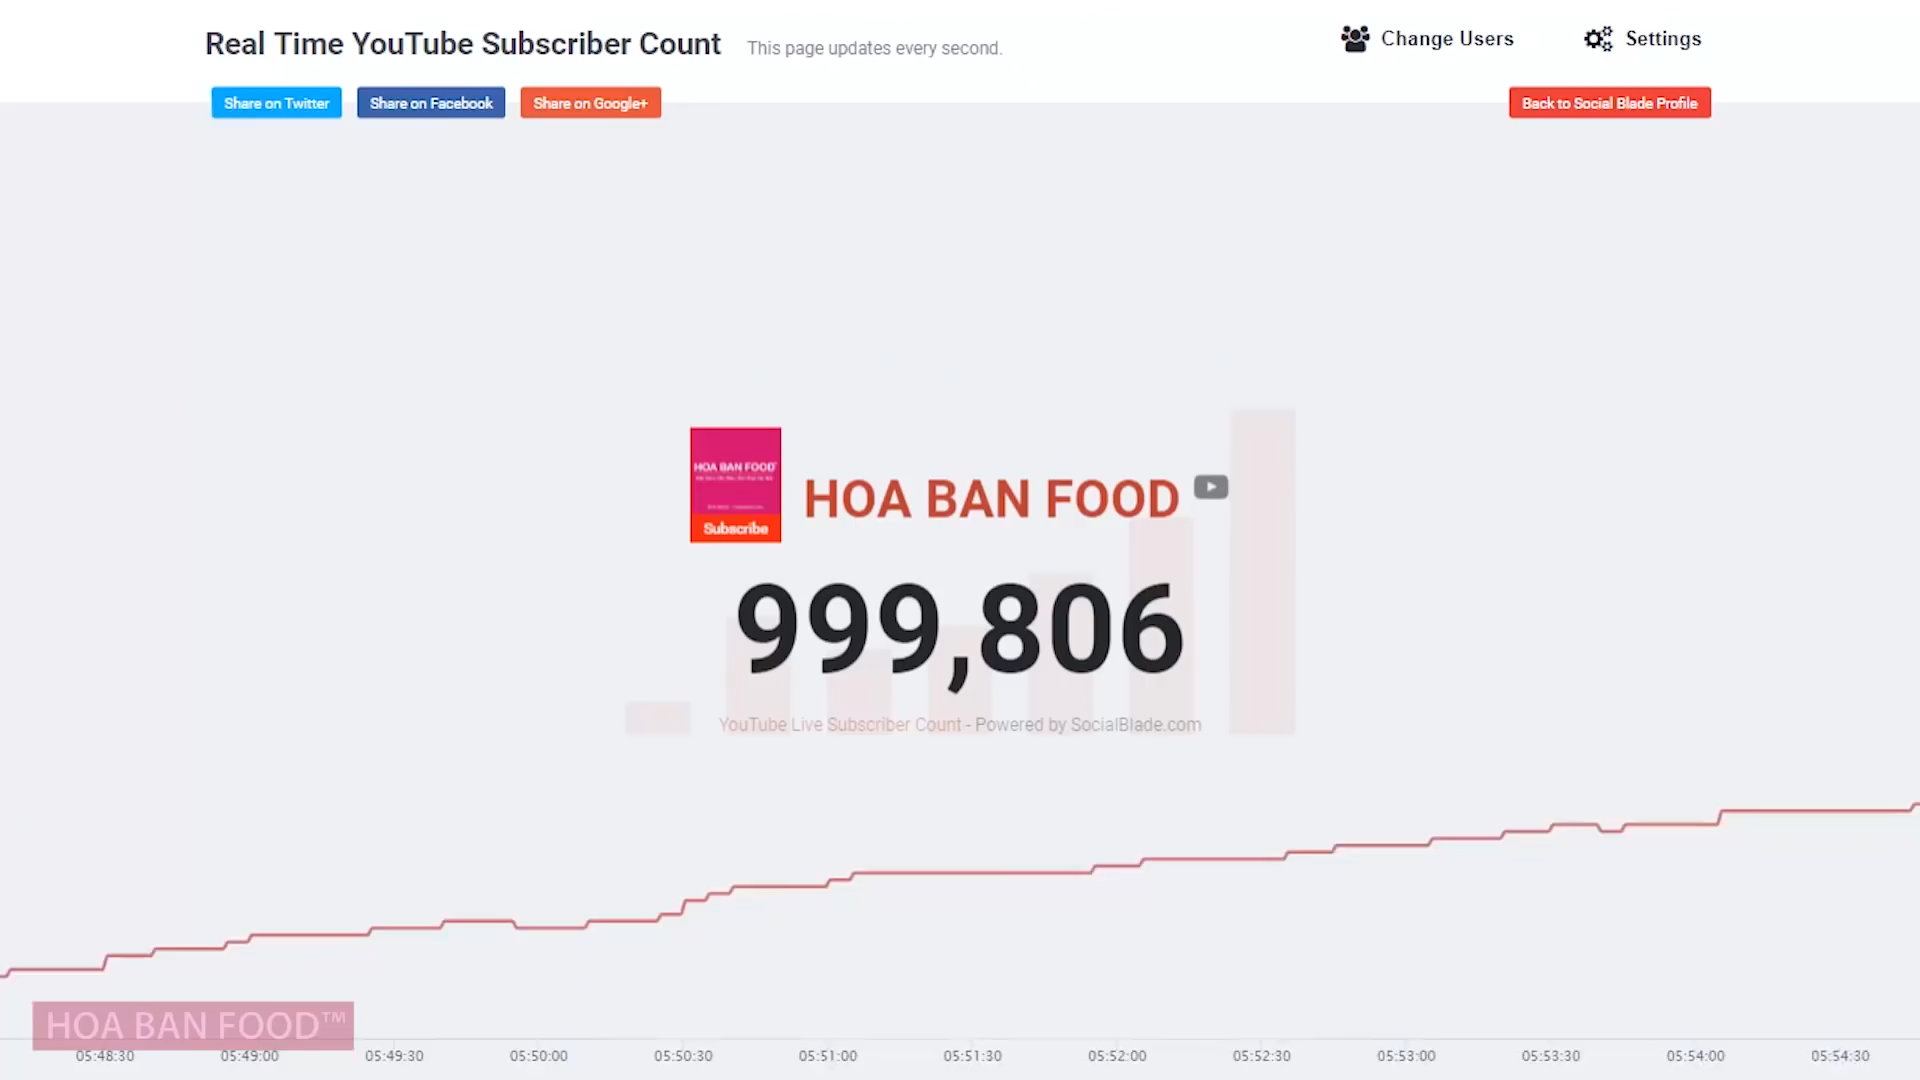 Real Time YouTube Subscriber Count
This page updates every second.
Change Users
Settings
Share on Twitter
Share on Facebook
Share on Google+
Back to Social Blade Profile
HOA BAN FOOD
Subscribe
HOA BAN FOOD
999,806
YouTube Live Subscriber Count - Powered by SocialBlade.com
HOA BAN FOOD™
05:48:30
05:49:00
05:49:30
05:50:00
05:50:30
05:51:00
05:51:30
05:52:00
05:52:30
05:53:00
05:53:30
05:54:00
05:54:30